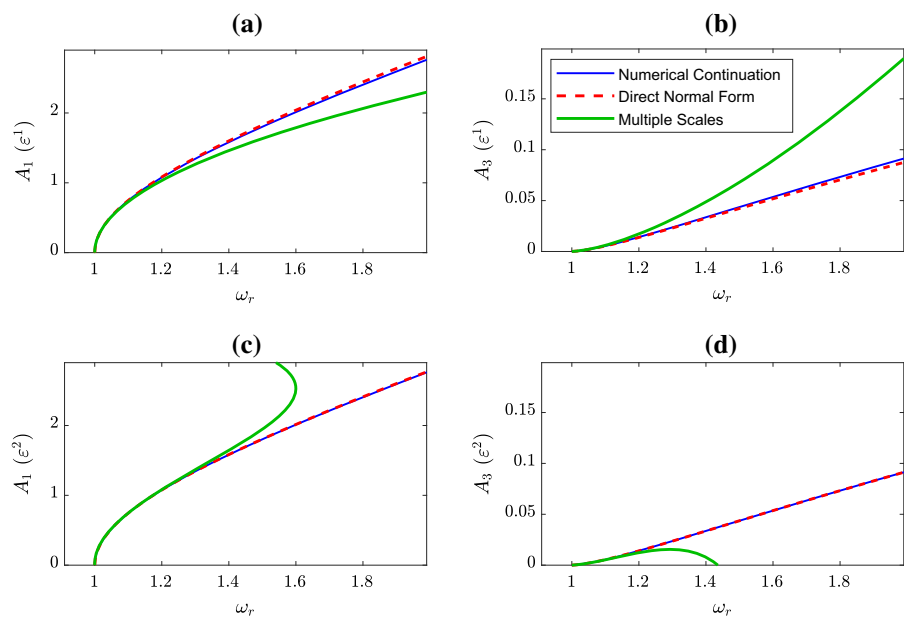 (a)
A₁ (ε¹)
2
1
0
1 1.2 1.4 1.6 1.8
ωᵣ
(b)
Numerical Continuation
Direct Normal Form
Multiple Scales
A₃ (ε¹)
0.15
0.1
0.05
0
1 1.2 1.4 1.6 1.8
ωᵣ
(c)
A₁ (ε²)
2
1
0
1 1.2 1.4 1.6 1.8
ωᵣ
(d)
A₃ (ε²)
0.15
0.1
0.05
0
1 1.2 1.4 1.6 1.8
ωᵣ